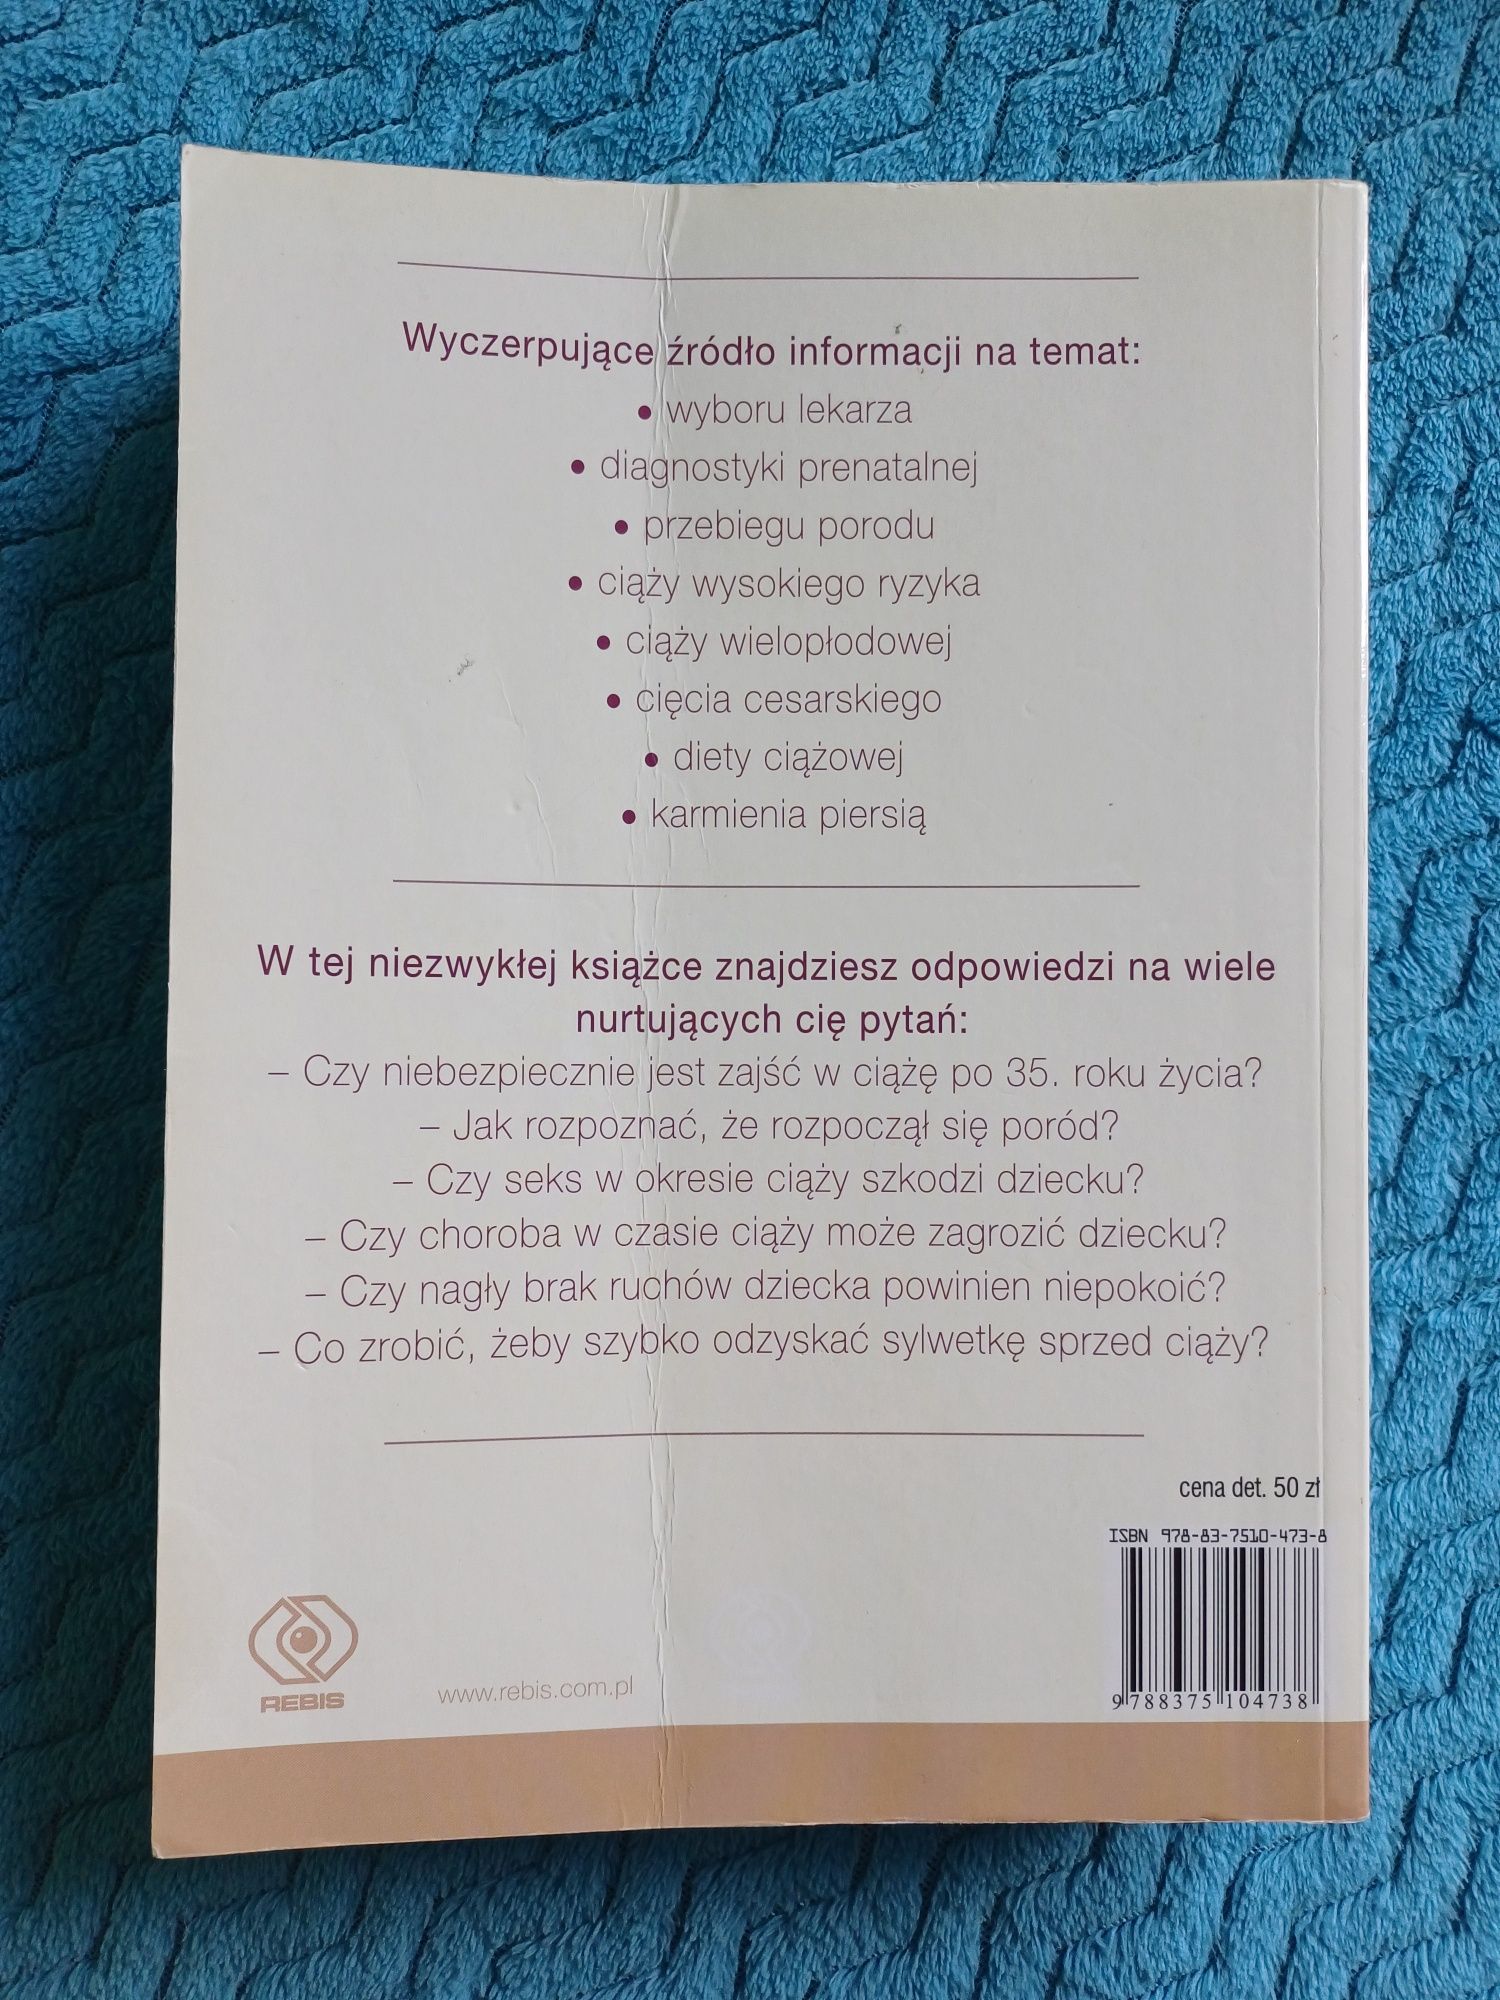 Wyczerpujące źródło informacji na temat:
• wyboru lekarza
• diagnostyki prenatalnej
• przebiegu porodu
• ciąży wysokiego ryzyka
• ciąży wielopłodowej
• cięcia cesarskiego
• diety ciążowej
• karmienia piersią
W tej niezwykłej książce znajdziesz odpowiedzi na wiele
nurtujących cię pytań:
– Czy niebezpiecznie jest zajść w ciążę po 35. roku życia?
– Jak rozpoznać, że rozpoczął się poród?
– Czy seks w okresie ciąży szkodzi dziecku?
– Czy choroba w czasie ciąży może zagrozić dziecku?
– Czy nagły brak ruchów dziecka powinien niepokoić?
– Co zrobić, żeby szybko odzyskać sylwetkę sprzed ciąży?
cena det. 50 zł
ISBN 978-83-7510-473-8
REBIS
www.rebis.com.pl
9 788375 104738